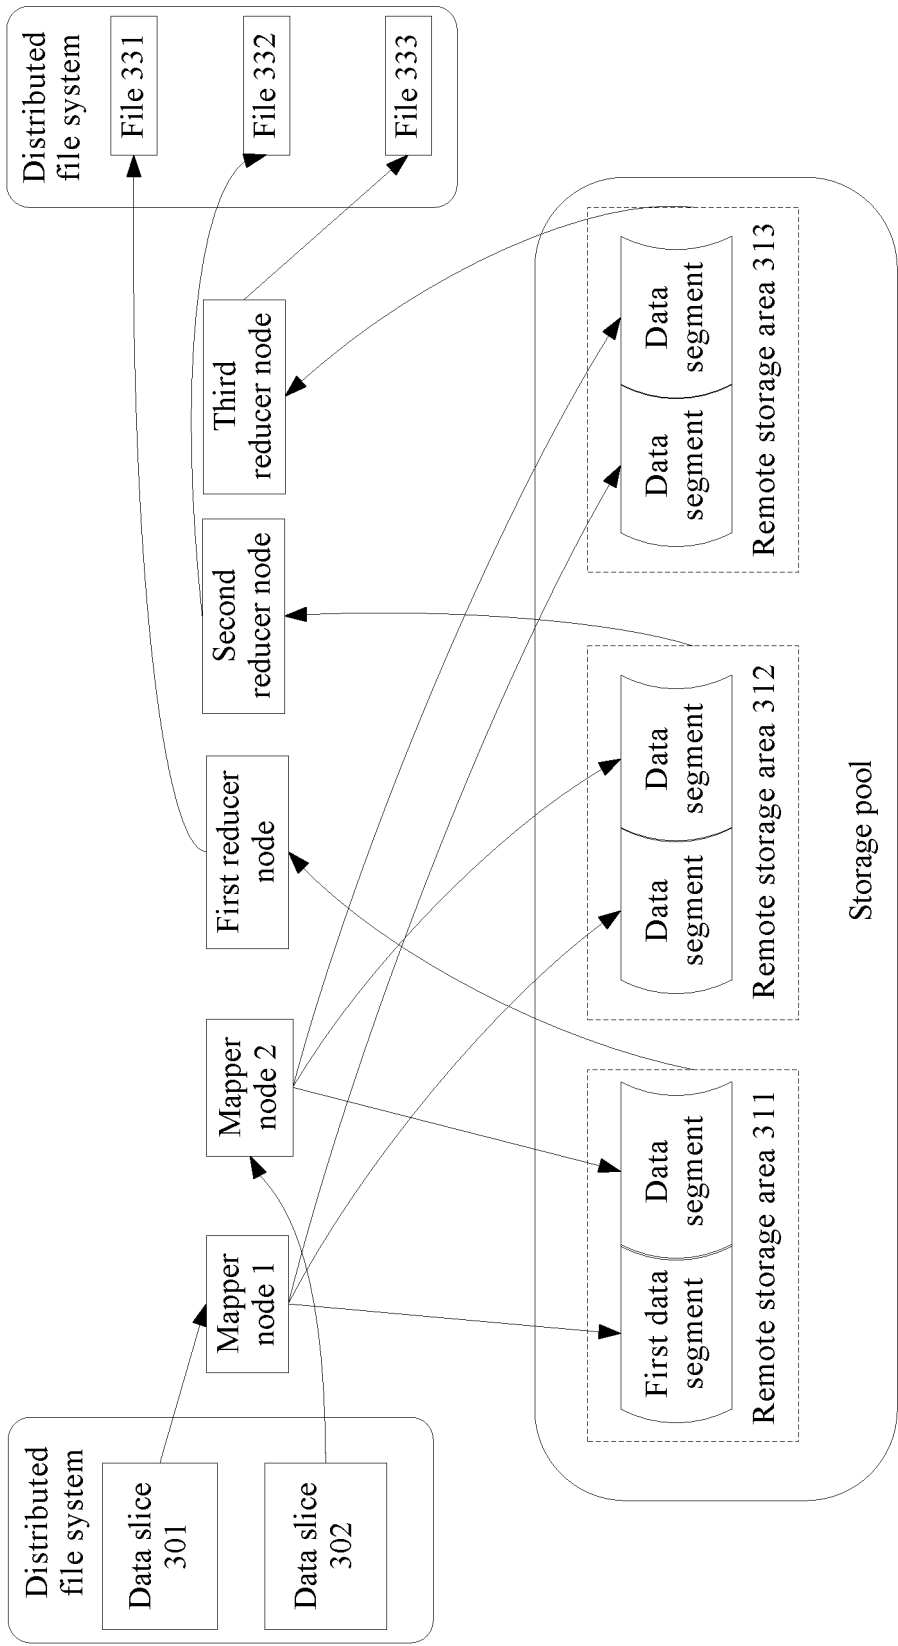 Distributed
file system
Data slice
301
Data slice
302
Mapper
node 1
Mapper
node 2
First reducer
node
Second
reducer node
Third
reducer node
Distributed
file system
File 331
File 332
File 333
First data
segment
Data
segment
Remote storage area 311
Data
segment
Data
segment
Remote storage area 312
Data
segment
Data
segment
Remote storage area 313
Storage pool